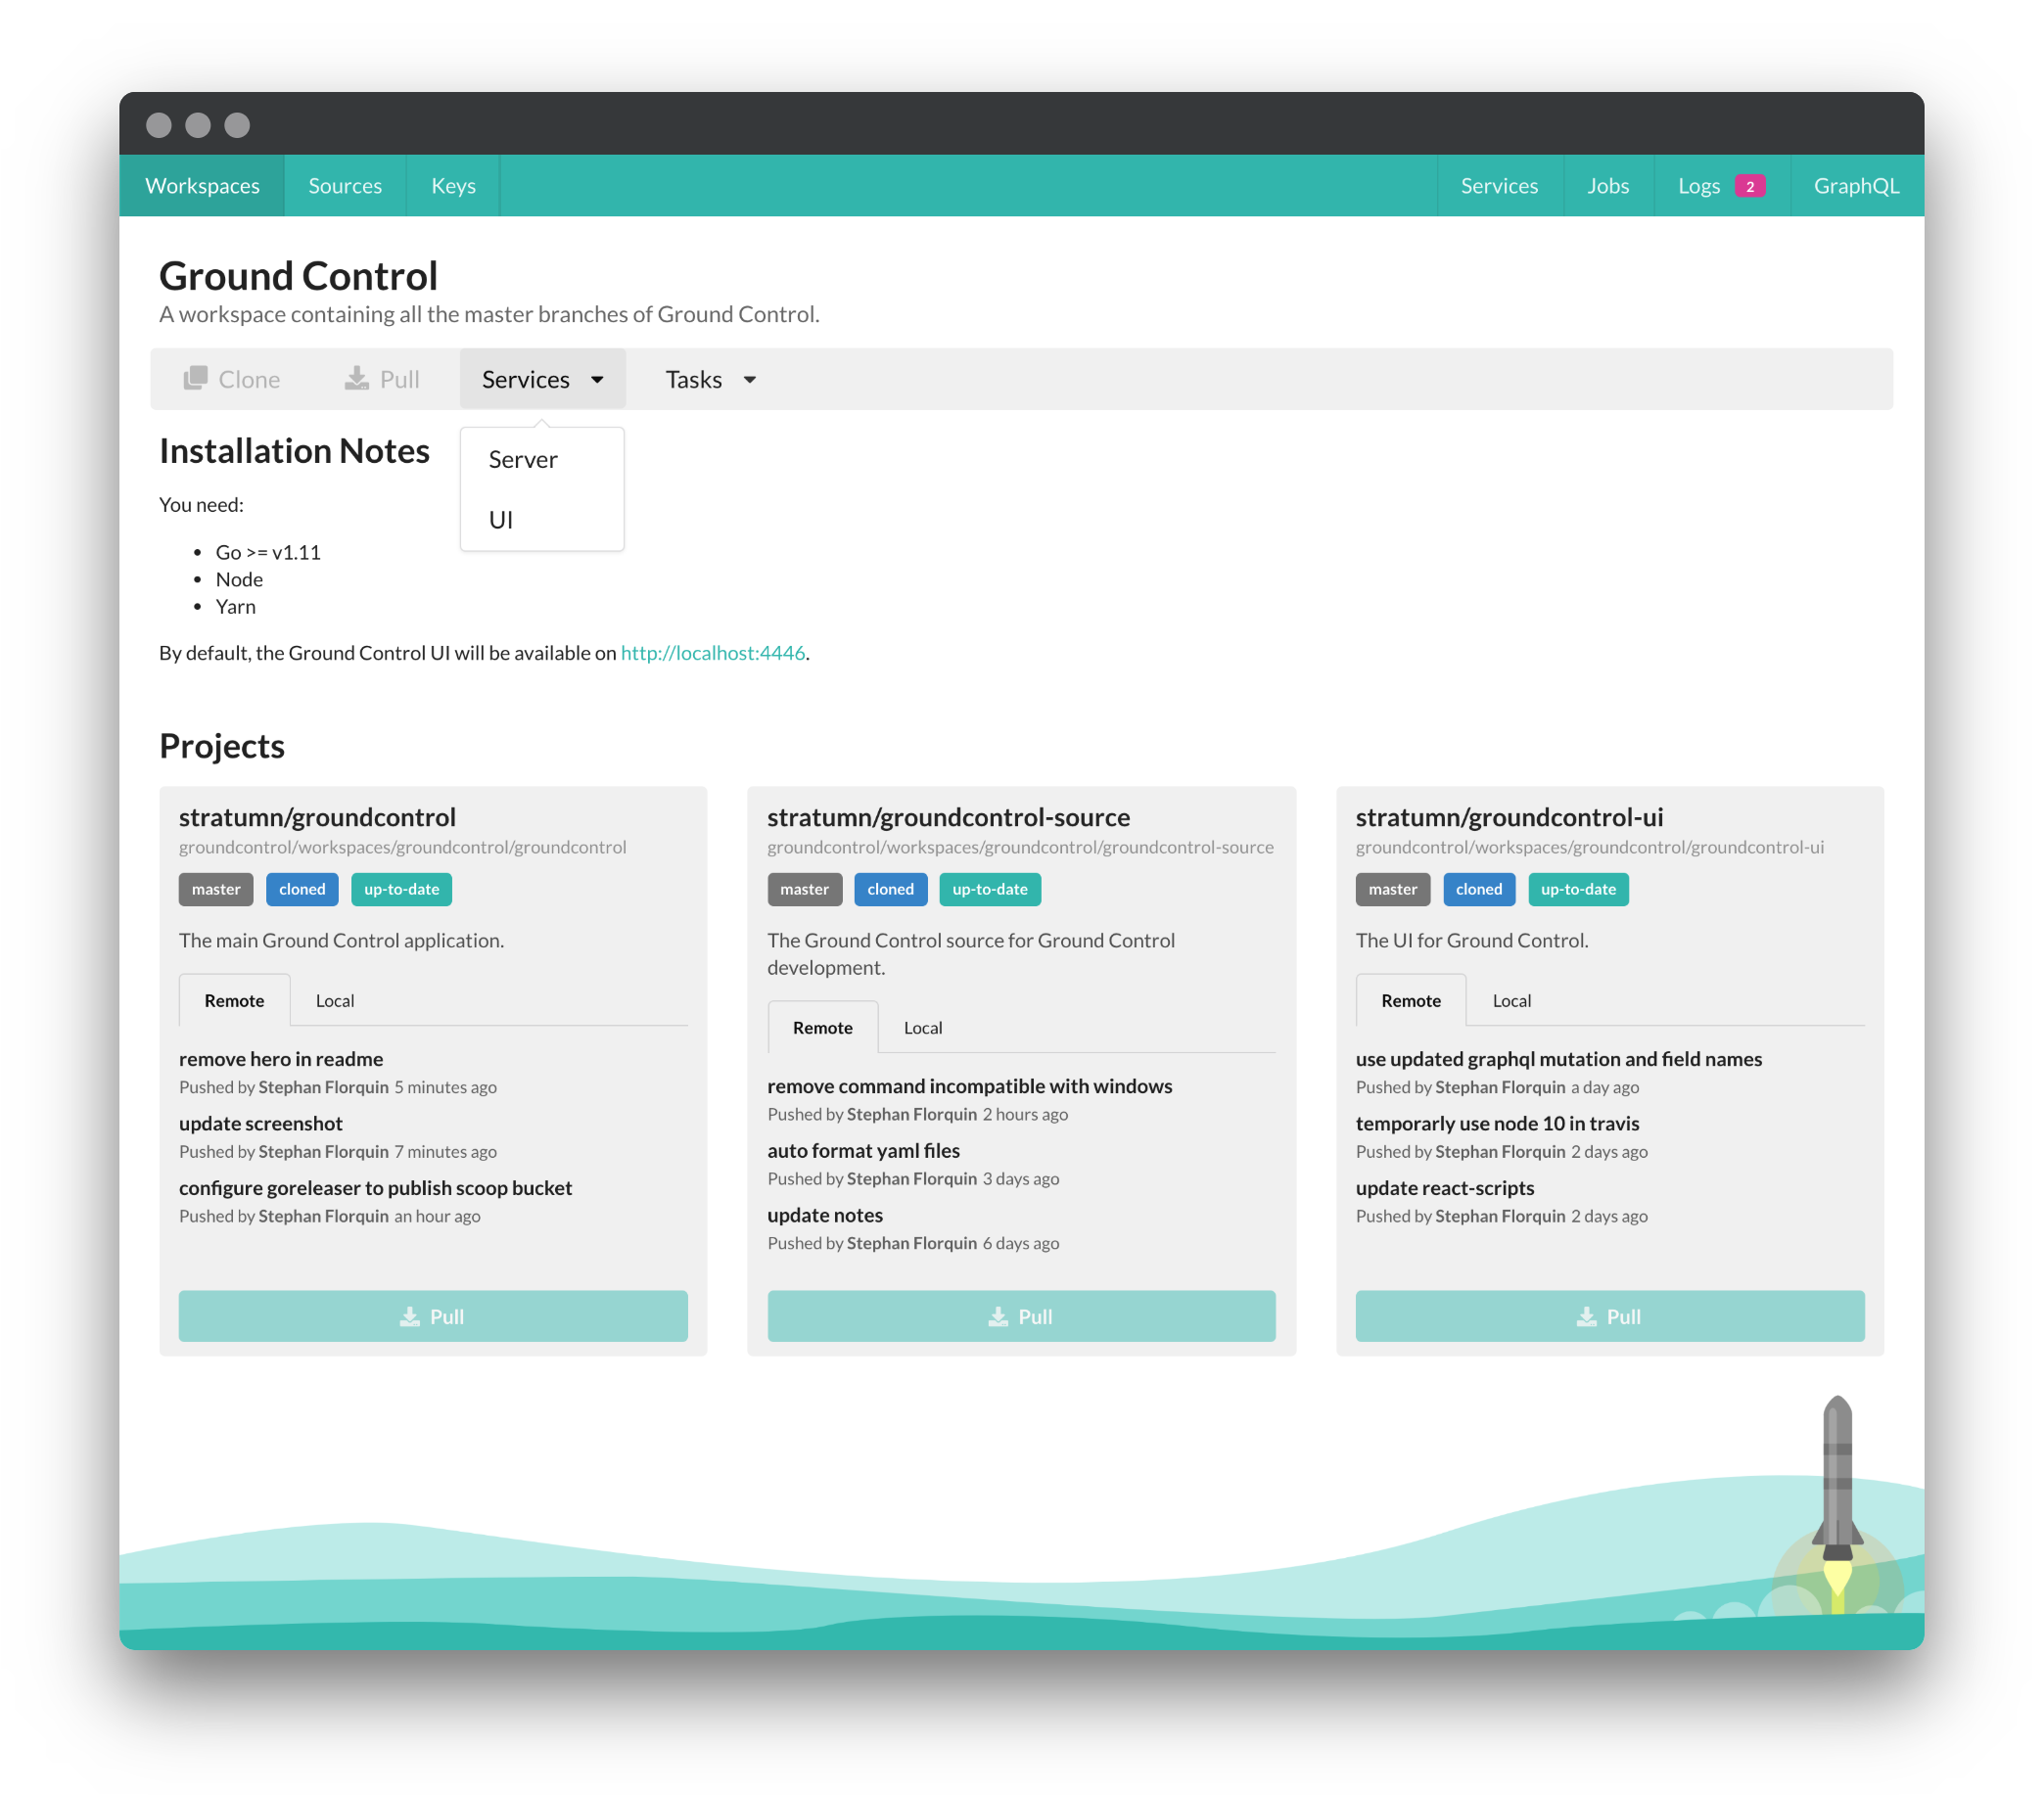 Workspaces Sources Keys Services Jobs Logs 2 GraphQL
Ground Control
A workspace containing all the master branches of Ground Control.
Clone Pull Services Tasks
Server
UI
Installation Notes
You need:
Go >= v1.11
Node
Yarn
By default, the Ground Control UI will be available on http://localhost:4446.
Projects
stratumn/groundcontrol
groundcontrol/workspaces/groundcontrol/groundcontrol
master cloned up-to-date
The main Ground Control application.
Remote Local
remove hero in readme
Pushed by Stephan Florquin 5 minutes ago
update screenshot
Pushed by Stephan Florquin 7 minutes ago
configure goreleaser to publish scoop bucket
Pushed by Stephan Florquin an hour ago
Pull
stratumn/groundcontrol-source
groundcontrol/workspaces/groundcontrol/groundcontrol-source
master cloned up-to-date
The Ground Control source for Ground Control
development.
Remote Local
remove command incompatible with windows
Pushed by Stephan Florquin 2 hours ago
auto format yaml files
Pushed by Stephan Florquin 3 days ago
update notes
Pushed by Stephan Florquin 6 days ago
Pull
stratumn/groundcontrol-ui
groundcontrol/workspaces/groundcontrol/groundcontrol-ui
master cloned up-to-date
The UI for Ground Control.
Remote Local
use updated graphql mutation and field names
Pushed by Stephan Florquin a day ago
temporarly use node 10 in travis
Pushed by Stephan Florquin 2 days ago
update react-scripts
Pushed by Stephan Florquin 2 days ago
Pull